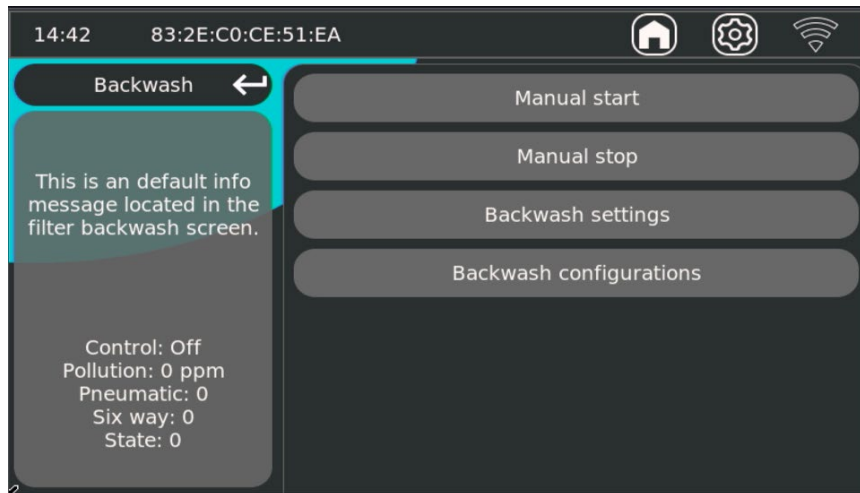 14:42 83:2E:C0:CE:51:EA
Backwash
This is an default info
message located in the
filter backwash screen.
Control: Off
Pollution: 0 ppm
Pneumatic: 0
Six way: 0
State: 0
Manual start
Manual stop
Backwash settings
Backwash configurations